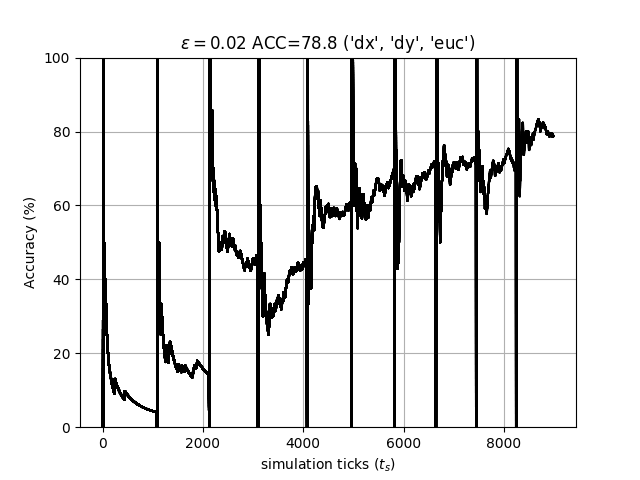 ε = 0.02 ACC=78.8 ('dx', 'dy', 'euc')
100
80
60
40
20
0
Accuracy (%)
0 2000 4000 6000 8000
simulation ticks (tₛ)